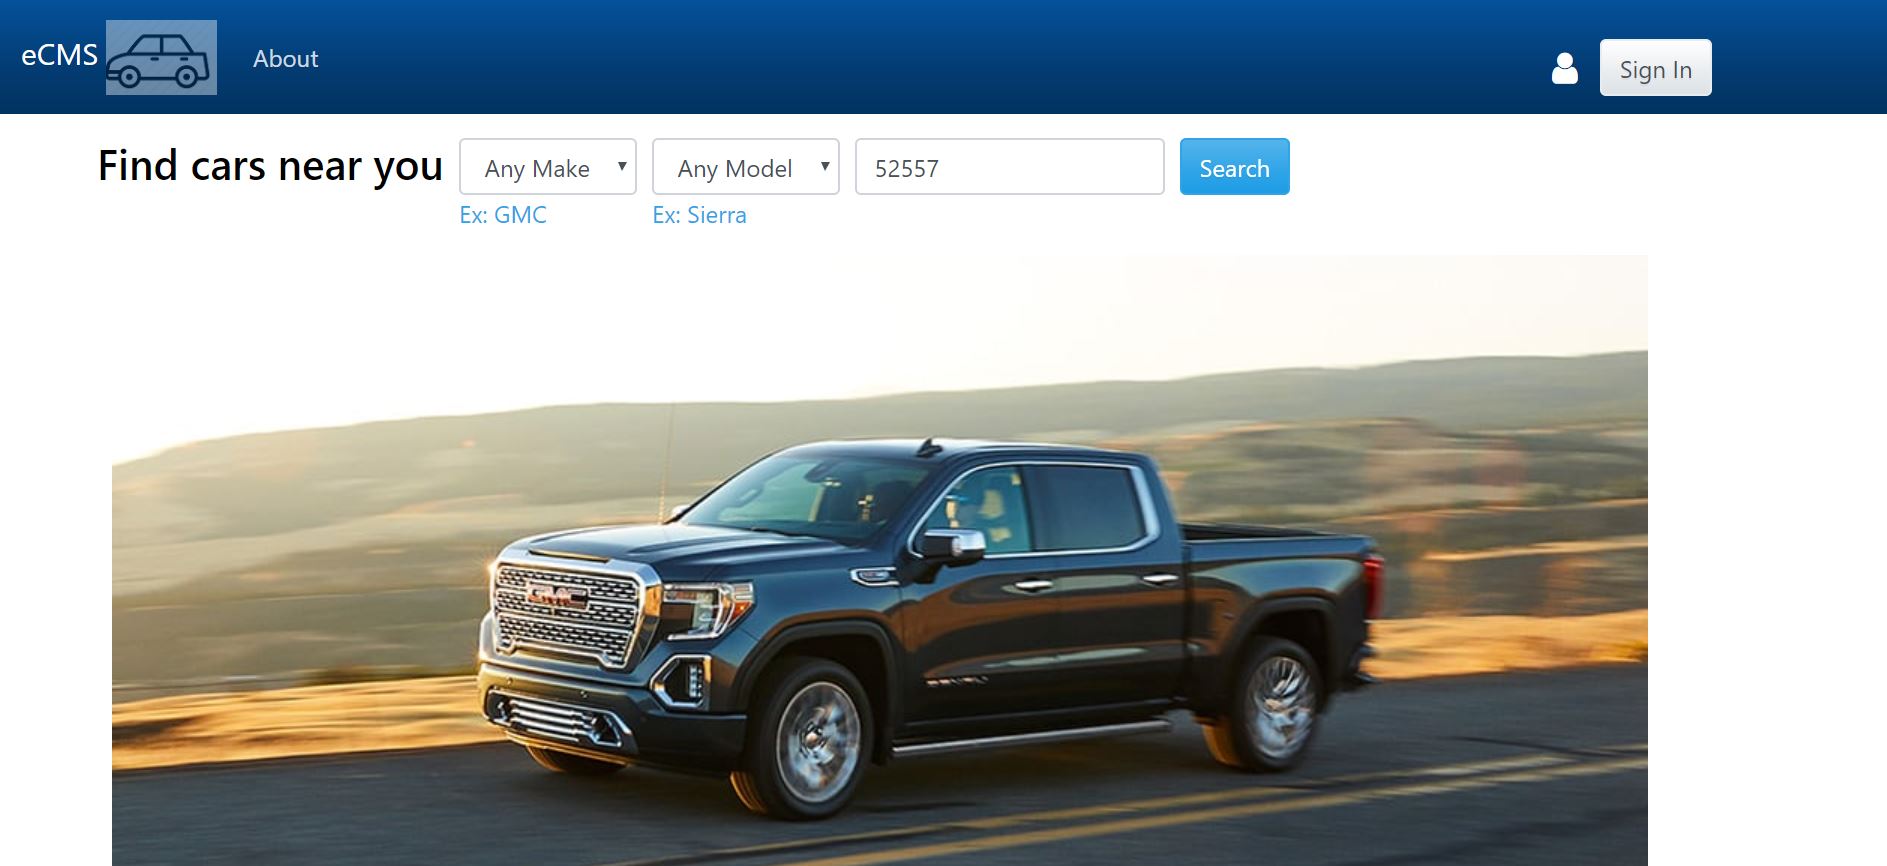 eCMS
About
Sign In
Find cars near you
Any Make
Any Model
52557
Search
Ex: GMC
Ex: Sierra
GMC
DENALI